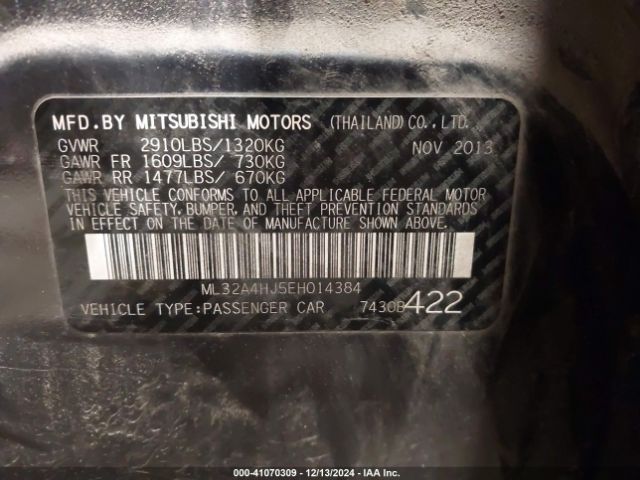 MFD.BY MITSUBISHI MOTORS (THAILAND)CO.,LTD.
GVWR 2910LBS/1320KG NOV 2013
GAWR FR 1609LBS/ 730KG
GAWR RR 1477LBS/ 670KG
THIS VEHICLE CONFORMS TO ALL APPLICABLE FEDERAL MOTOR
VEHICLE SAFETY, BUMPER, AND THEFT PREVENTION STANDARDS
IN EFFECT ON THE DATE OF MANUFACTURE SHOWN ABOVE.
ML32A4HJ5EH014384
VEHICLE TYPE:PASSENGER CAR 7430B422
000-41070309 - 12/13/2024 - IAA Inc.